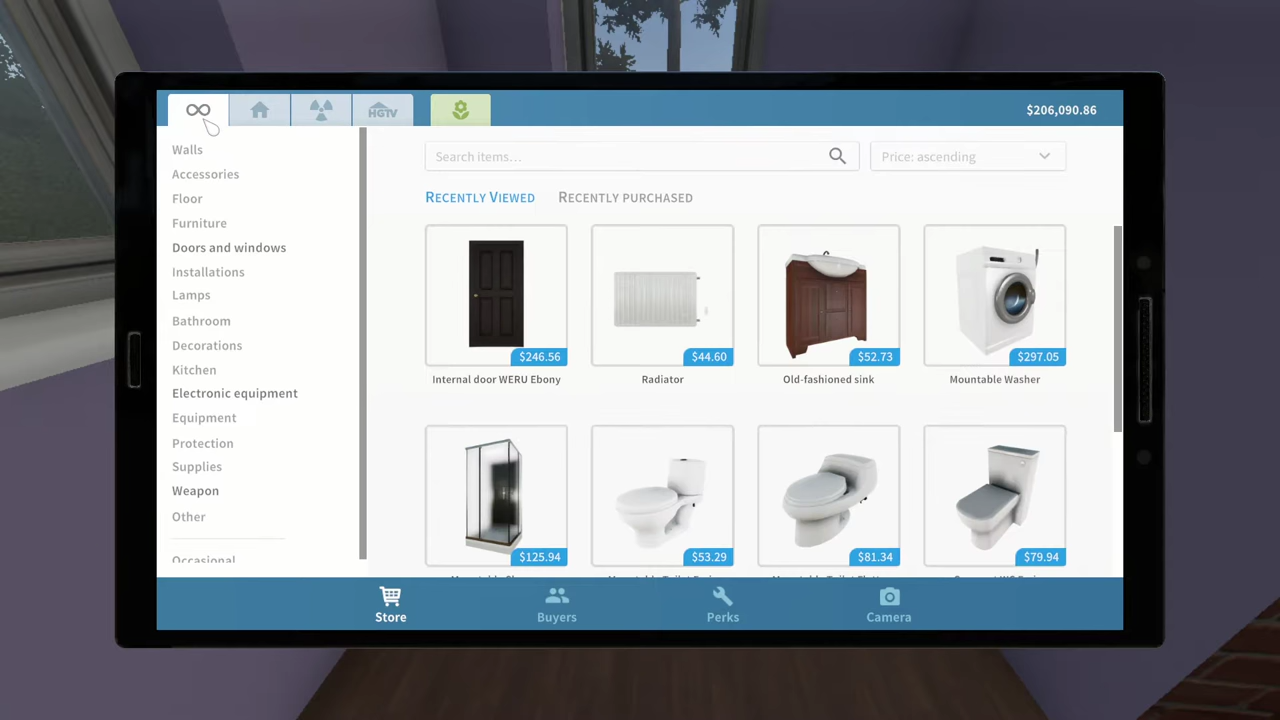 HGTV
$206,090.86
Walls
Accessories
Floor
Furniture
Doors and windows
Installations
Lamps
Bathroom
Decorations
Kitchen
Electronic equipment
Equipment
Protection
Supplies
Weapon
Other
Occasional
Search items...
Price: ascending
RECENTLY VIEWED
RECENTLY PURCHASED
$246.56
$44.60
$52.73
$297.05
Internal door WERU Ebony
Radiator
Old-fashioned sink
Mountable Washer
$125.94
$53.29
$81.34
$79.94
Store
Buyers
Perks
Camera